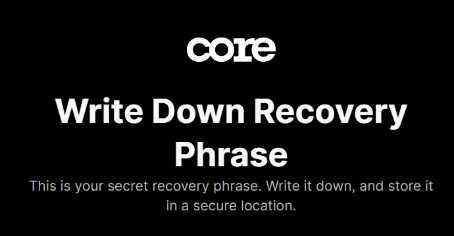 core
Write Down Recovery
Phrase
This is your secret recovery phrase. Write it down, and store it
in a secure location.